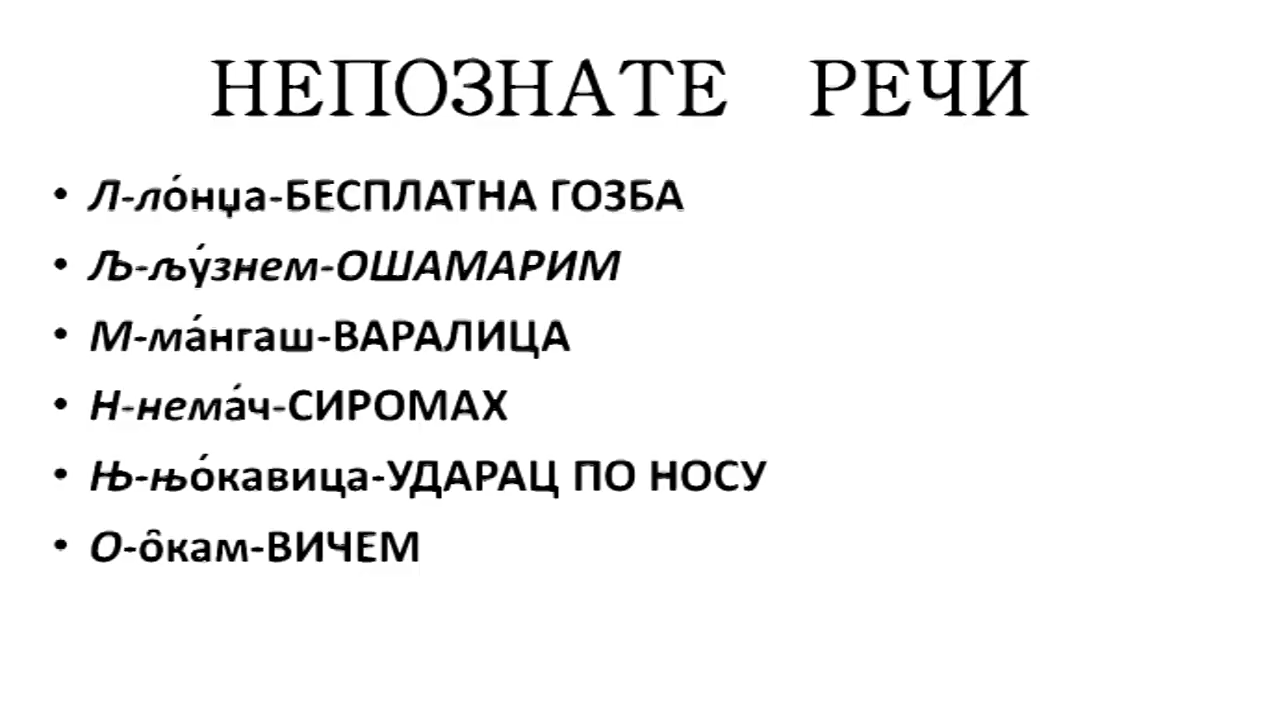 НЕПОЗНАТЕ РЕЧИ
• Л-ло́нџа-БЕСПЛАТНА ГОЗБА
• Љ-љу́знем-ОШАМАРИМ
• М-ма́нгаш-ВАРАЛИЦА
• Н-нема́ч-СИРОМАХ
• Њ-њо́кавица-УДАРАЦ ПО НОСУ
• О-о̑кам-ВИЧЕМ